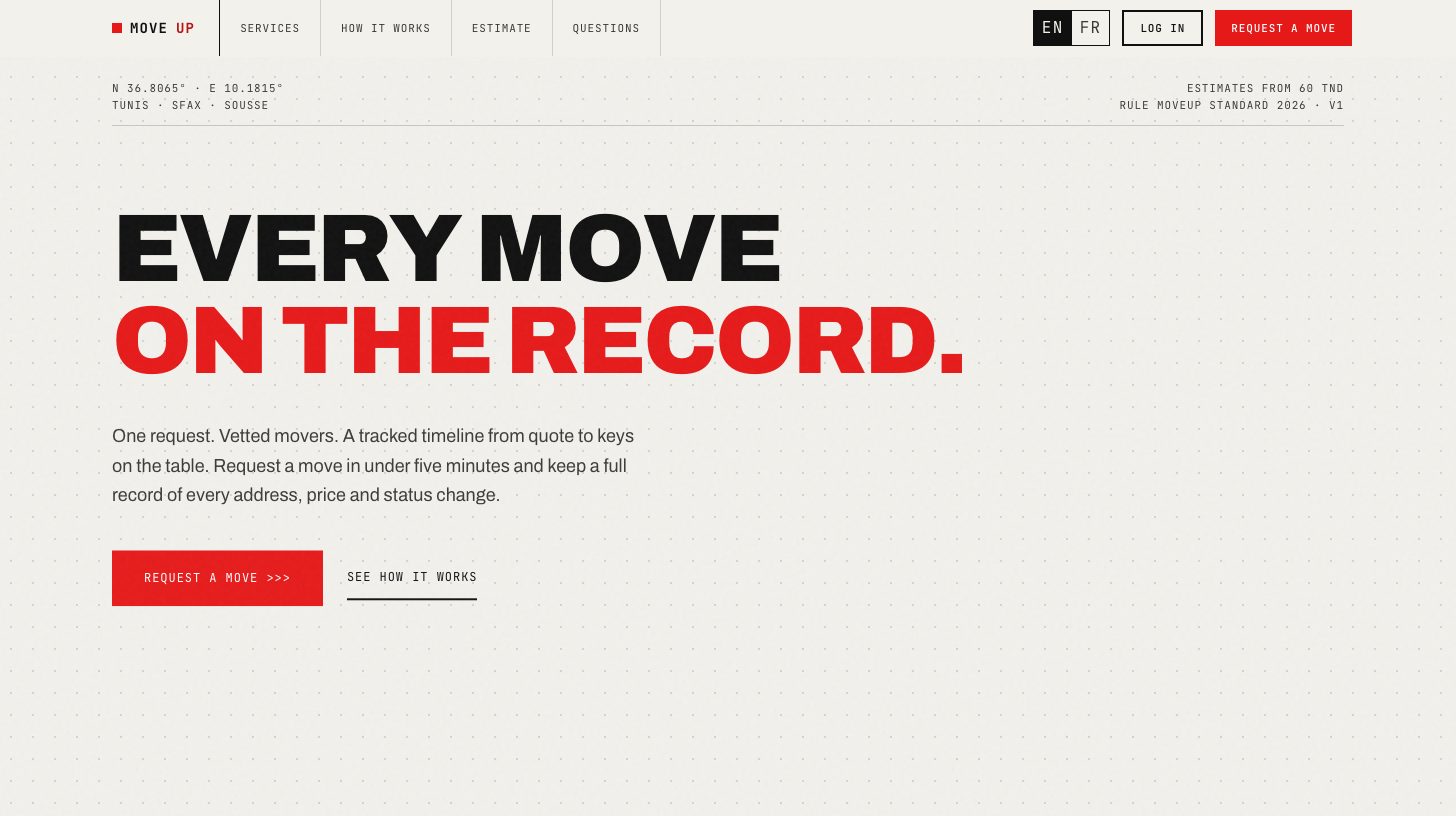 MOVE UP
SERVICES
HOW IT WORKS
ESTIMATE
QUESTIONS
EN FR
LOG IN
REQUEST A MOVE
N 36.8065° · E 10.1815°
TUNIS · SFAX · SOUSSE
ESTIMATES FROM 60 TND
RULE MOVEUP STANDARD 2026 · V1
EVERY MOVE
ON THE RECORD.
One request. Vetted movers. A tracked timeline from quote to keys
on the table. Request a move in under five minutes and keep a full
record of every address, price and status change.
REQUEST A MOVE >>>
SEE HOW IT WORKS